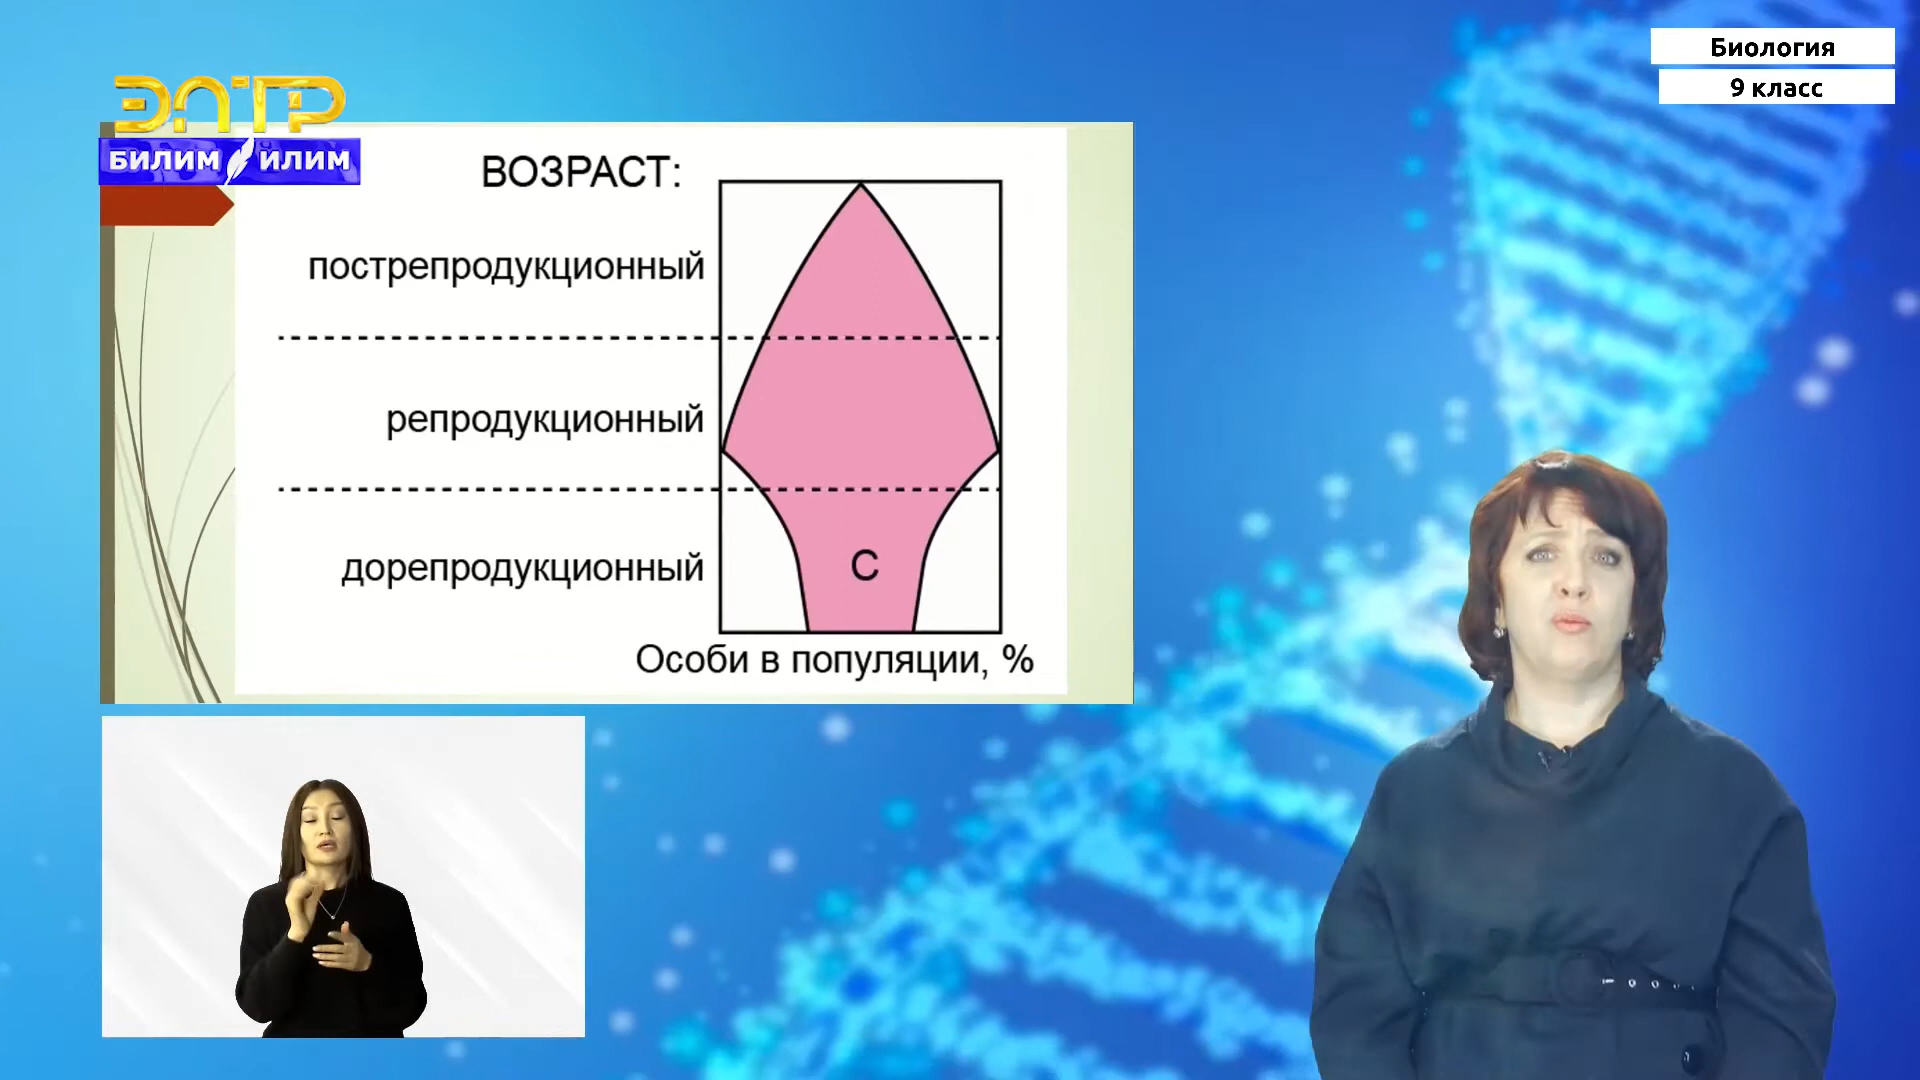 Биология
9 класс
ЭЛТР
БИЛИМ ИЛИМ
ВОЗРАСТ:
пострепродукционный
репродукционный
дорепродукционный
С
Особи в популяции, %